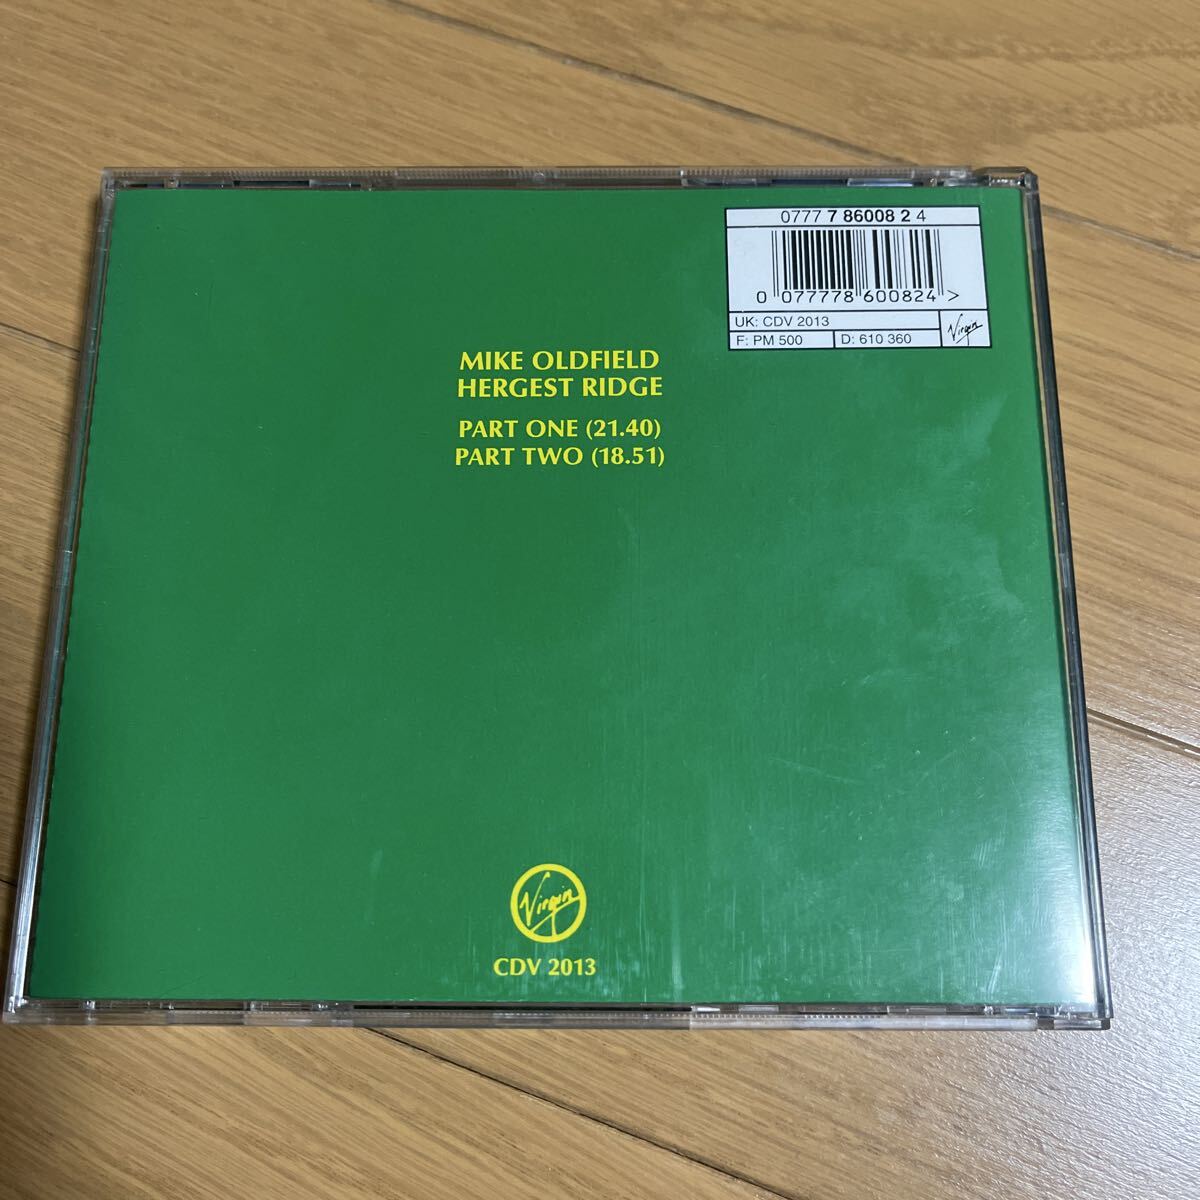 0777 7 86008 2 4
0 077778 600824 >
UK: CDV 2013
F: PM 500
D: 610 360
Virgin
MIKE OLDFIELD
HERGEST RIDGE
PART ONE (21.40)
PART TWO (18.51)
Virgin
CDV 2013